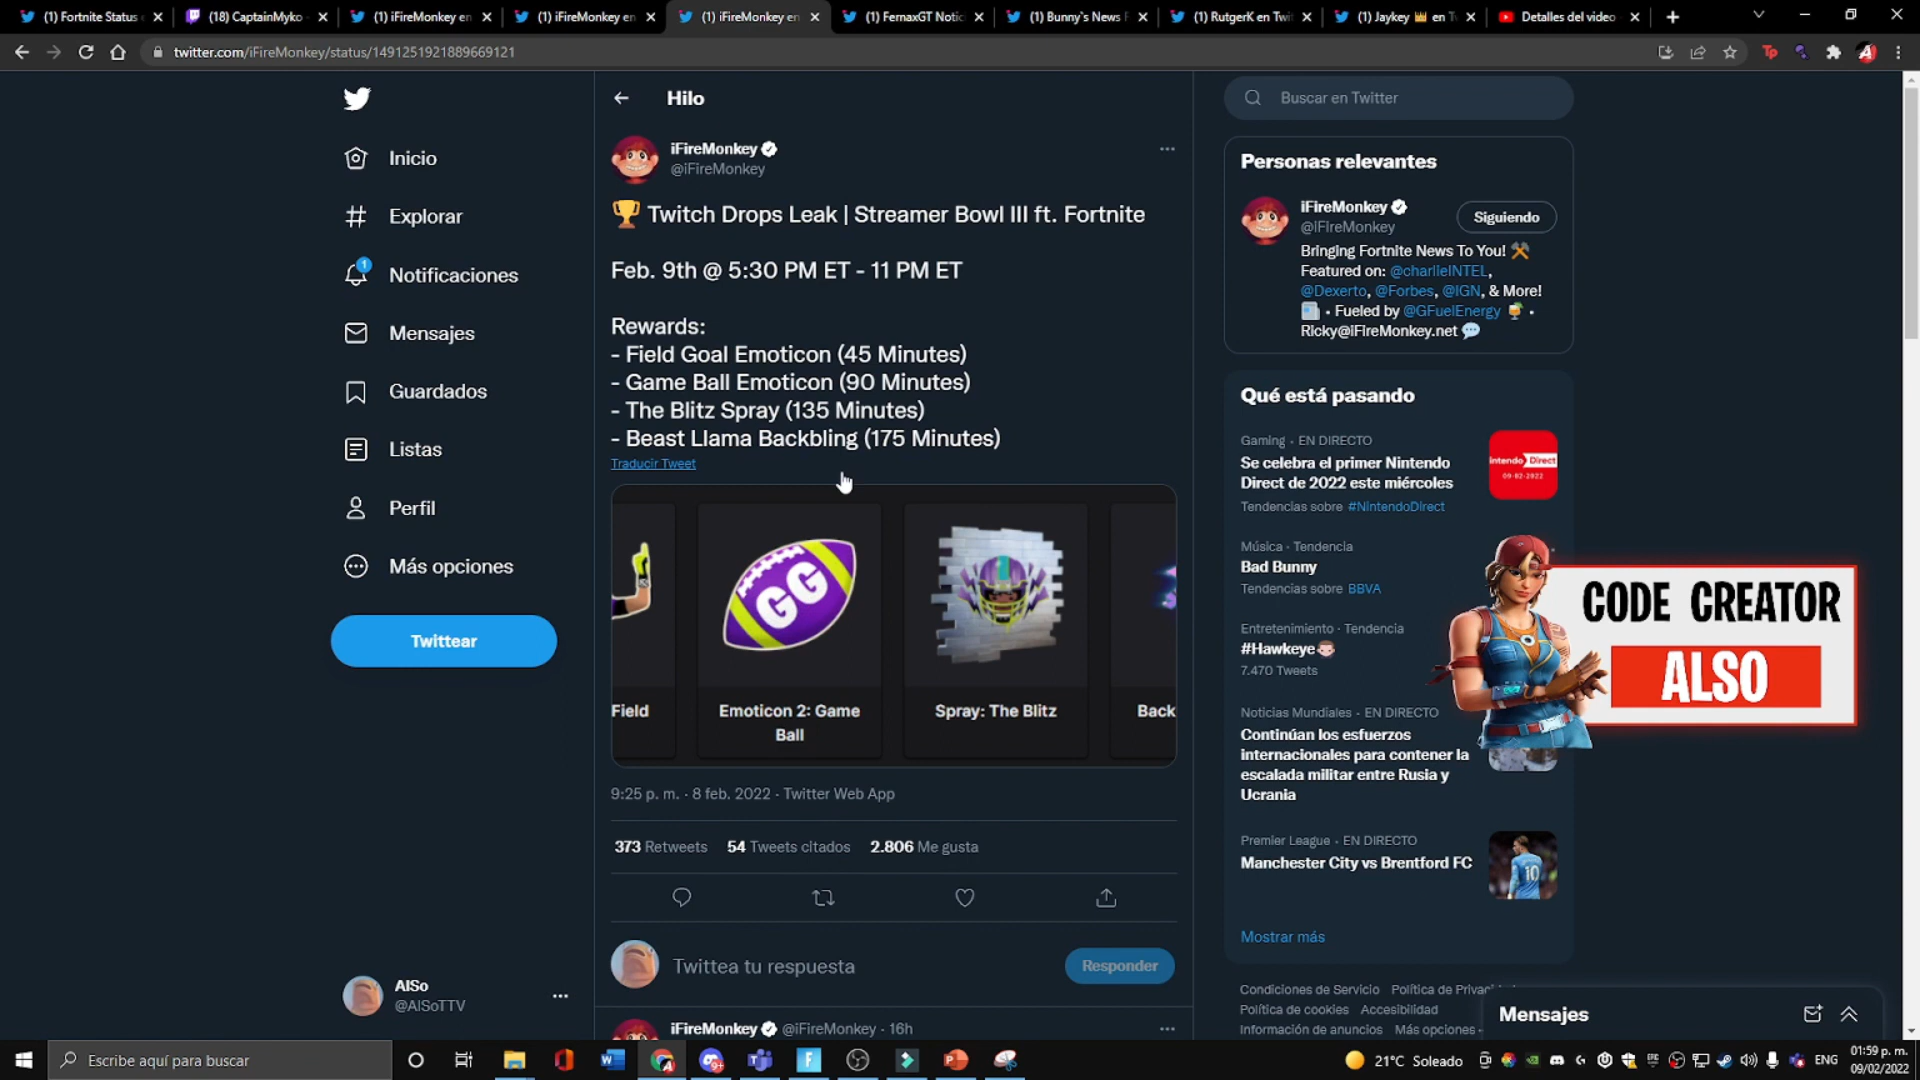 (1) Fortnite Status
(18) CaptainMyko
(1) iFireMonkey en
(1) iFireMonkey en
(1) iFireMonkey en
(1) FemaxGT Notic
(1) Bunny`s News F
(1) RutgerK en Twi
(1) Jaykey 👑 en T
Detalles del video
twitter.com/iFireMonkey/status/1491251921889669121
Inicio
Explorar
1
Notificaciones
Mensajes
Guardados
Listas
Perfil
Más opciones
Twittear
AlSo
@AlSoTTV
Hilo
iFireMonkey
@iFireMonkey
🏆 Twitch Drops Leak | Streamer Bowl III ft. Fortnite
Feb. 9th @ 5:30 PM ET - 11 PM ET
Rewards:
- Field Goal Emoticon (45 Minutes)
- Game Ball Emoticon (90 Minutes)
- The Blitz Spray (135 Minutes)
- Beast Llama Backbling (175 Minutes)
Traducir Tweet
GG
Field
Emoticon 2: Game
Ball
Spray: The Blitz
Back
9:25 p. m. · 8 feb. 2022 · Twitter Web App
373 Retweets 54 Tweets citados 2.806 Me gusta
Twittea tu respuesta
Responder
iFireMonkey @iFireMonkey · 16h
Buscar en Twitter
Personas relevantes
iFireMonkey
@iFireMonkey
Siguiendo
Bringing Fortnite News To You! ⚒️
Featured on: @charlieINTEL,
@Dexerto, @Forbes, @IGN, & More!
📰 • Fueled by @GFuelEnergy 🍹 •
Ricky@iFireMonkey.net 💬
Qué está pasando
Gaming · EN DIRECTO
Se celebra el primer Nintendo
Direct de 2022 este miércoles
Tendencias sobre #NintendoDirect
Nintendo Direct
09·02·2022
Música · Tendencia
Bad Bunny
Tendencias sobre BBVA
Entretenimiento · Tendencia
#Hawkeye
7.470 Tweets
Noticias Mundiales · EN DIRECTO
Continúan los esfuerzos
internacionales para contener la
escalada militar entre Rusia y
Ucrania
Premier League · EN DIRECTO
Manchester City vs Brentford FC
10
Mostrar más
Condiciones de Servicio Política de Privac
Política de cookies Accesibilidad
Información de anuncios Más opciones
CODE CREATOR
ALSO
Mensajes
Escribe aquí para buscar
21°C Soleado
ENG
01:59 p. m.
09/02/2022